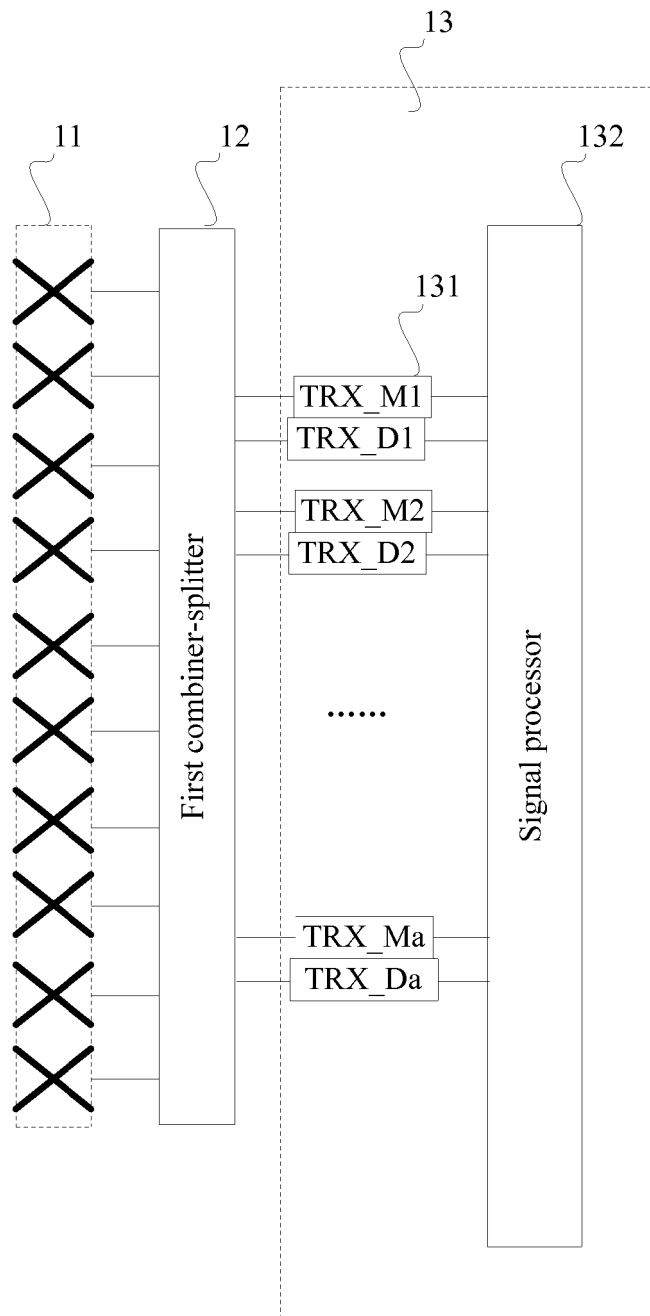 13
11
12
132
131
TRX_M1
TRX_D1
TRX_M2
TRX_D2
First combiner-splitter
......
Signal processor
TRX_Ma
TRX_Da